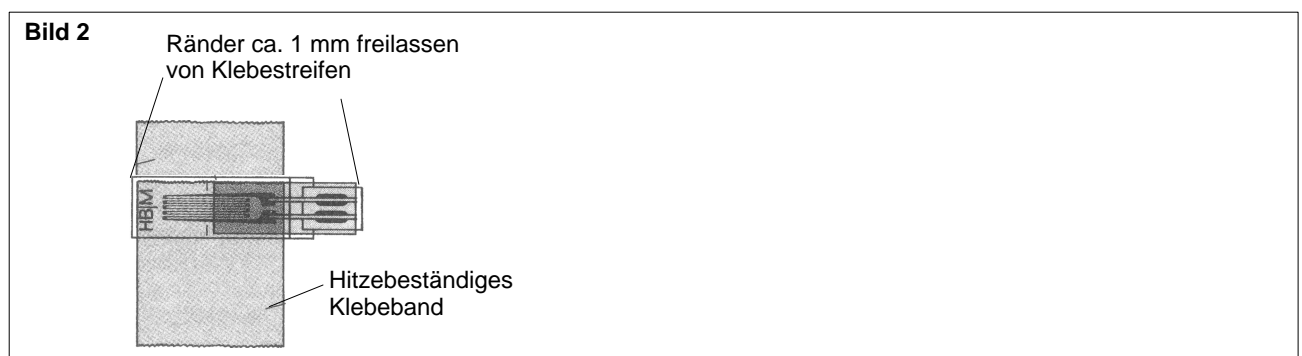 Bild 2
Ränder ca. 1 mm freilassen
von Klebestreifen
HBM
Hitzebeständiges
Klebeband